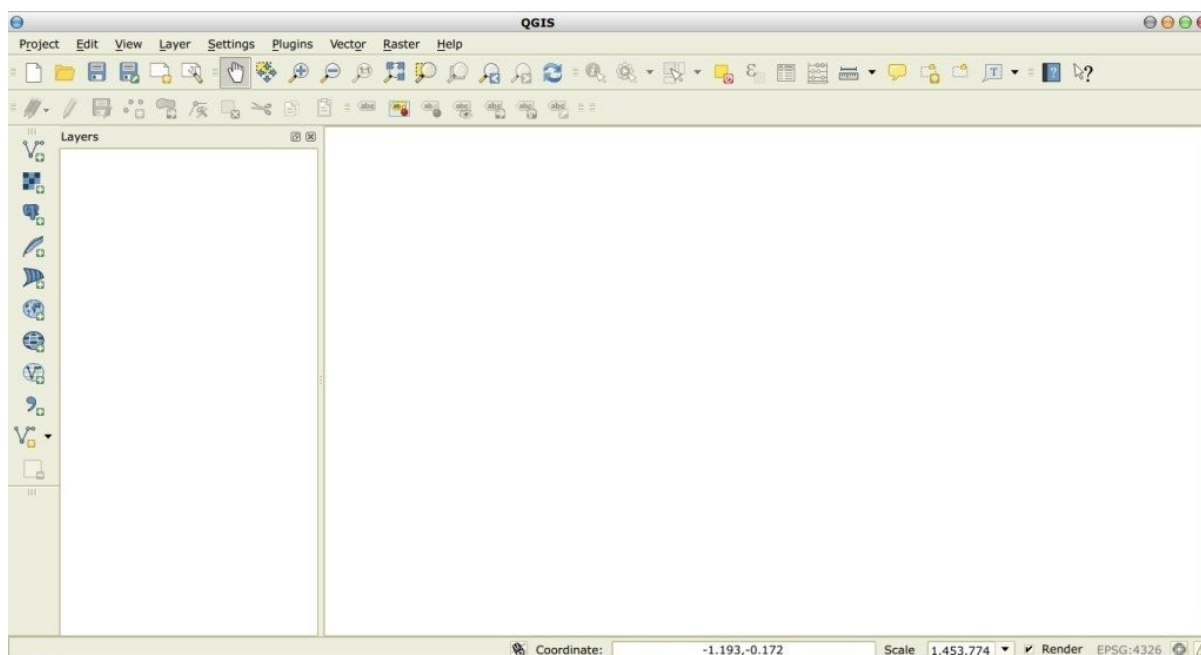 QGIS
Project Edit View Layer Settings Plugins Vector Raster Help
Layers
Coordinate: -1.193,-0.172 Scale 1.453.774 Render EPSG:4326